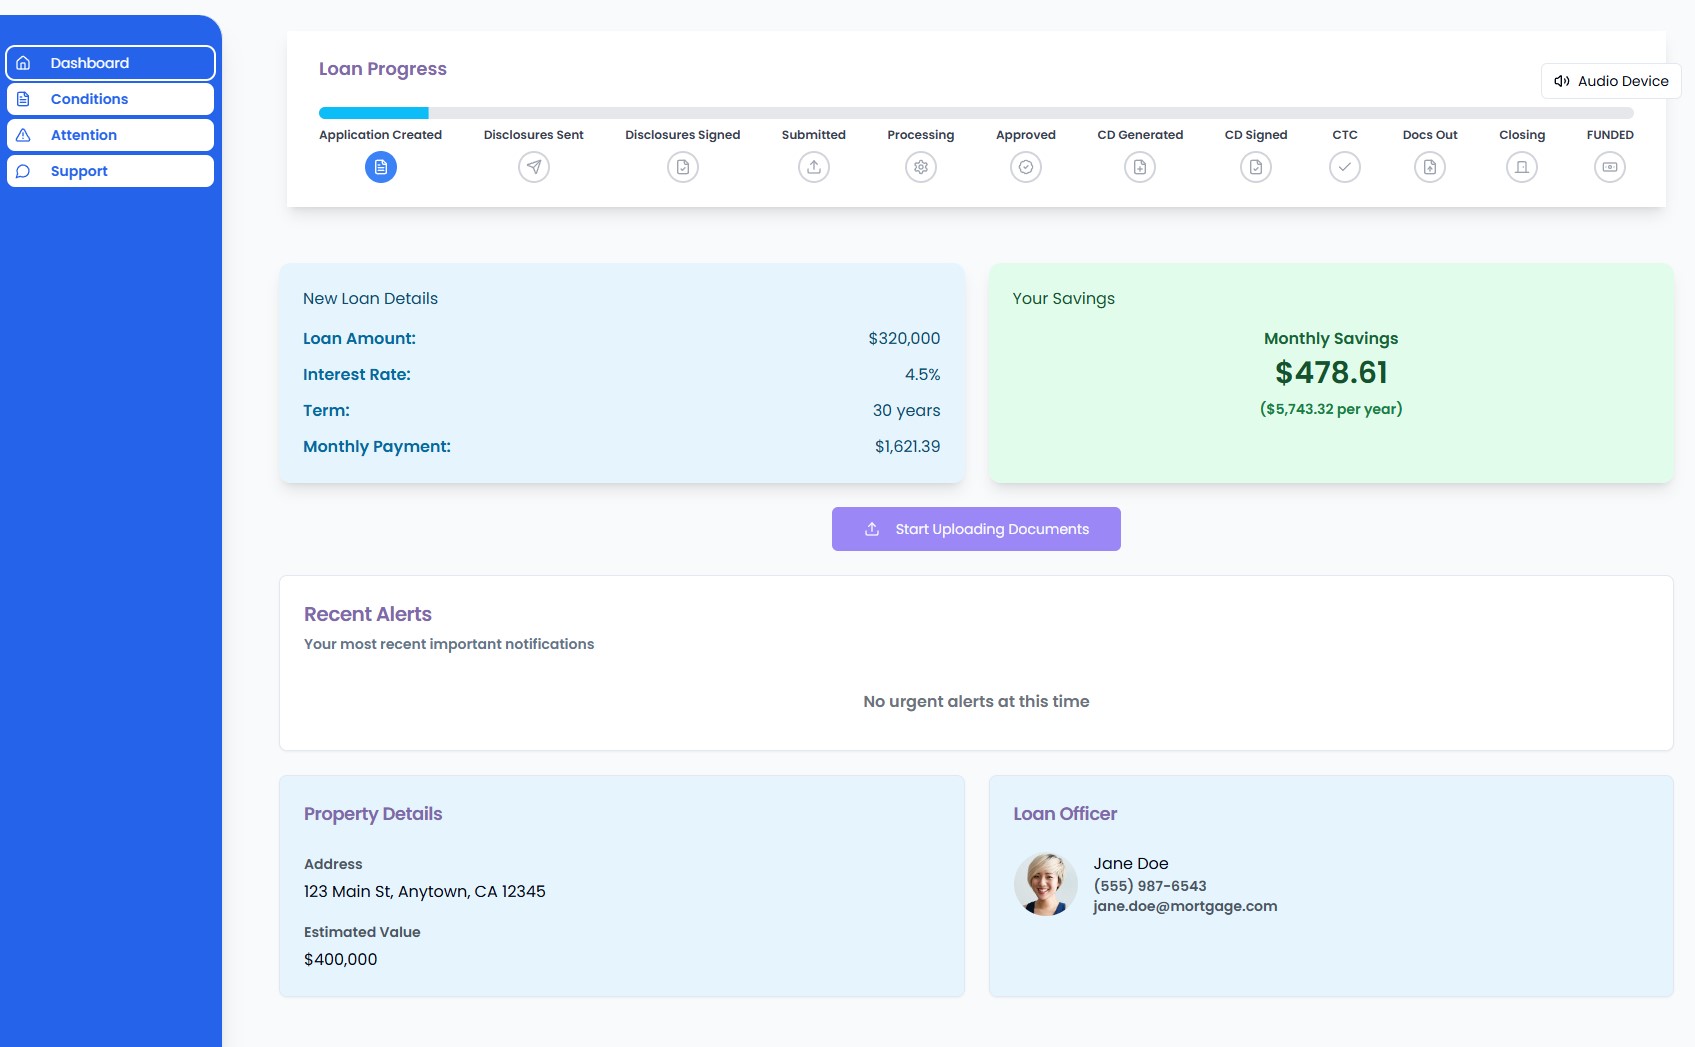 Dashboard
Conditions
Attention
Support
Loan Progress
Audio Device
Application Created
Disclosures Sent
Disclosures Signed
Submitted
Processing
Approved
CD Generated
CD Signed
CTC
Docs Out
Closing
FUNDED
New Loan Details
Loan Amount: $320,000
Interest Rate: 4.5%
Term: 30 years
Monthly Payment: $1,621.39
Your Savings
Monthly Savings
$478.61
($5,743.32 per year)
Start Uploading Documents
Recent Alerts
Your most recent important notifications
No urgent alerts at this time
Property Details
Address
123 Main St, Anytown, CA 12345
Estimated Value
$400,000
Loan Officer
Jane Doe
(555) 987-6543
jane.doe@mortgage.com